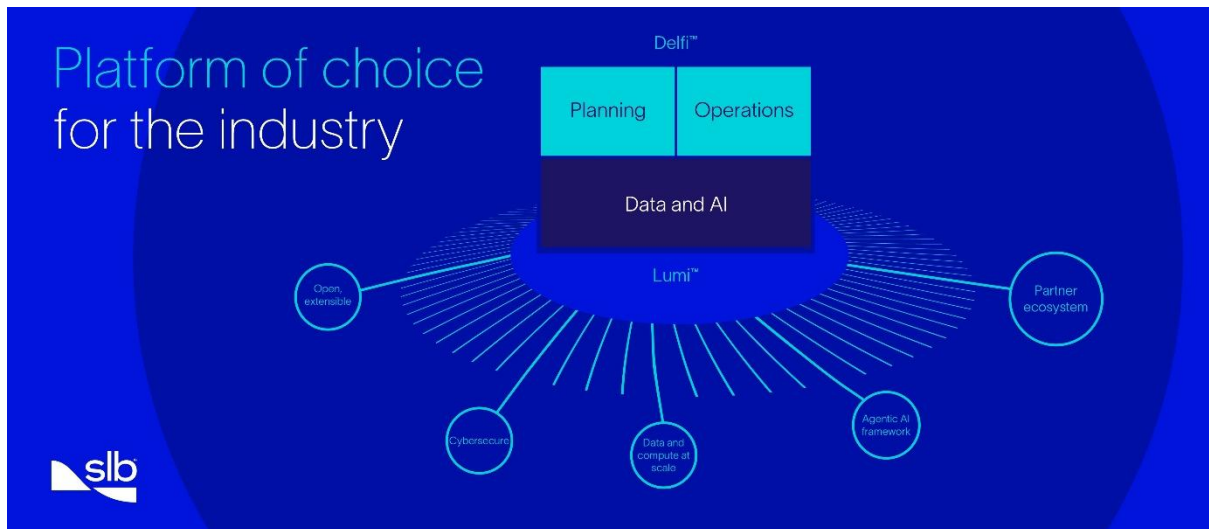 Platform of choice
for the industry
Delfi™
Planning
Operations
Data and AI
Lumi™
Open,
extensible
Cybersecure
Data and
compute at
scale
Agentic AI
framework
Partner
ecosystem
slb